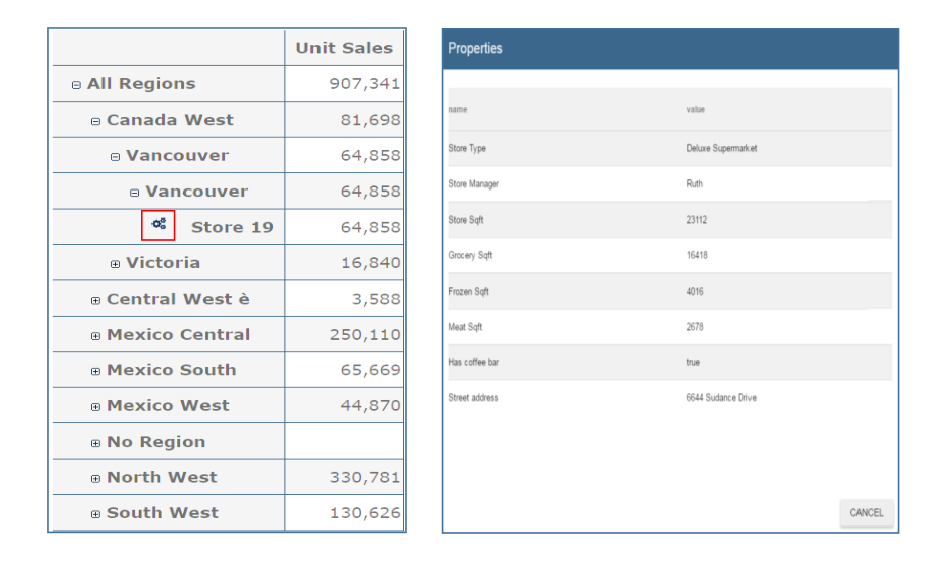 Unit Sales
All Regions 907,341
Canada West 81,698
Vancouver 64,858
Vancouver 64,858
Store 19 64,858
Victoria 16,840
Central West è 3,588
Mexico Central 250,110
Mexico South 65,669
Mexico West 44,870
No Region
North West 330,781
South West 130,626
Properties
name value
Store Type Deluxe Supermarket
Store Manager Ruth
Store Sqft 23112
Grocery Sqft 16418
Frozen Sqft 4016
Meat Sqft 2678
Has coffee bar true
Street address 6644 Sudance Drive
CANCEL